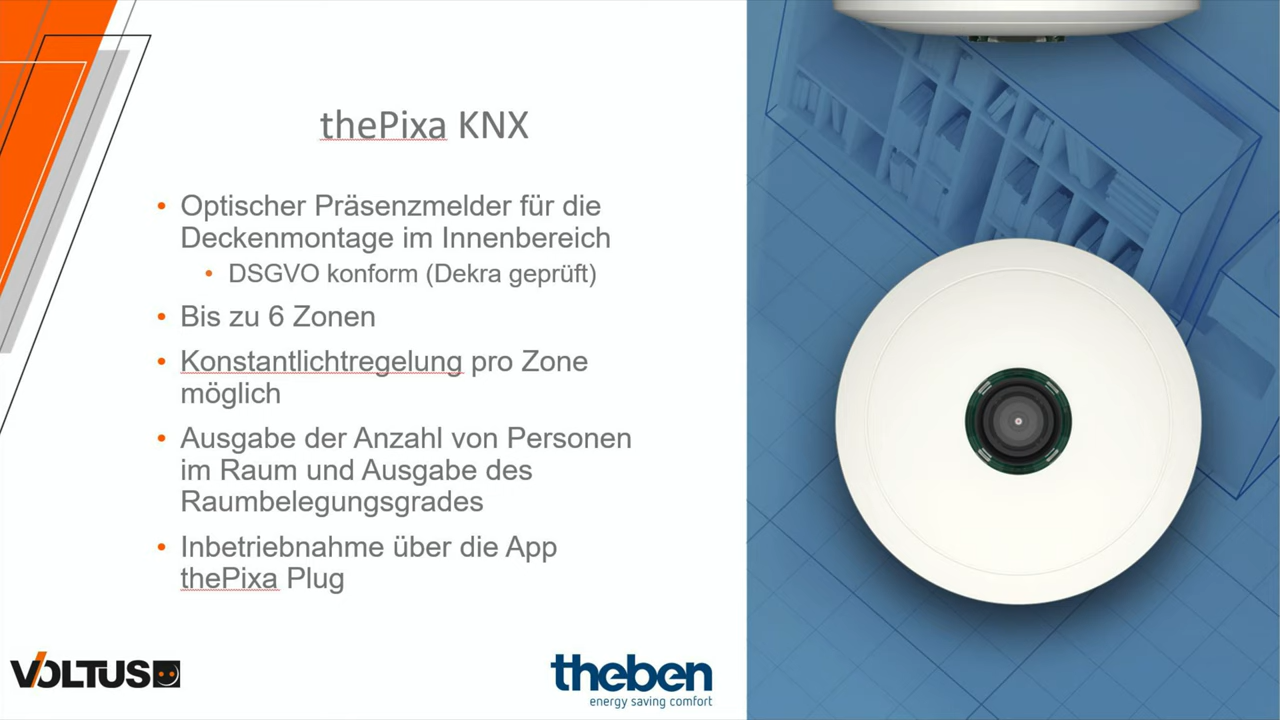 thePixa KNX
• Optischer Präsenzmelder für die
Deckenmontage im Innenbereich
• DSGVO konform (Dekra geprüft)
• Bis zu 6 Zonen
• Konstantlichtregelung pro Zone
möglich
• Ausgabe der Anzahl von Personen
im Raum und Ausgabe des
Raumbelegungsgrades
• Inbetriebnahme über die App
thePixa Plug
VOLTUS
theben
energy saving comfort